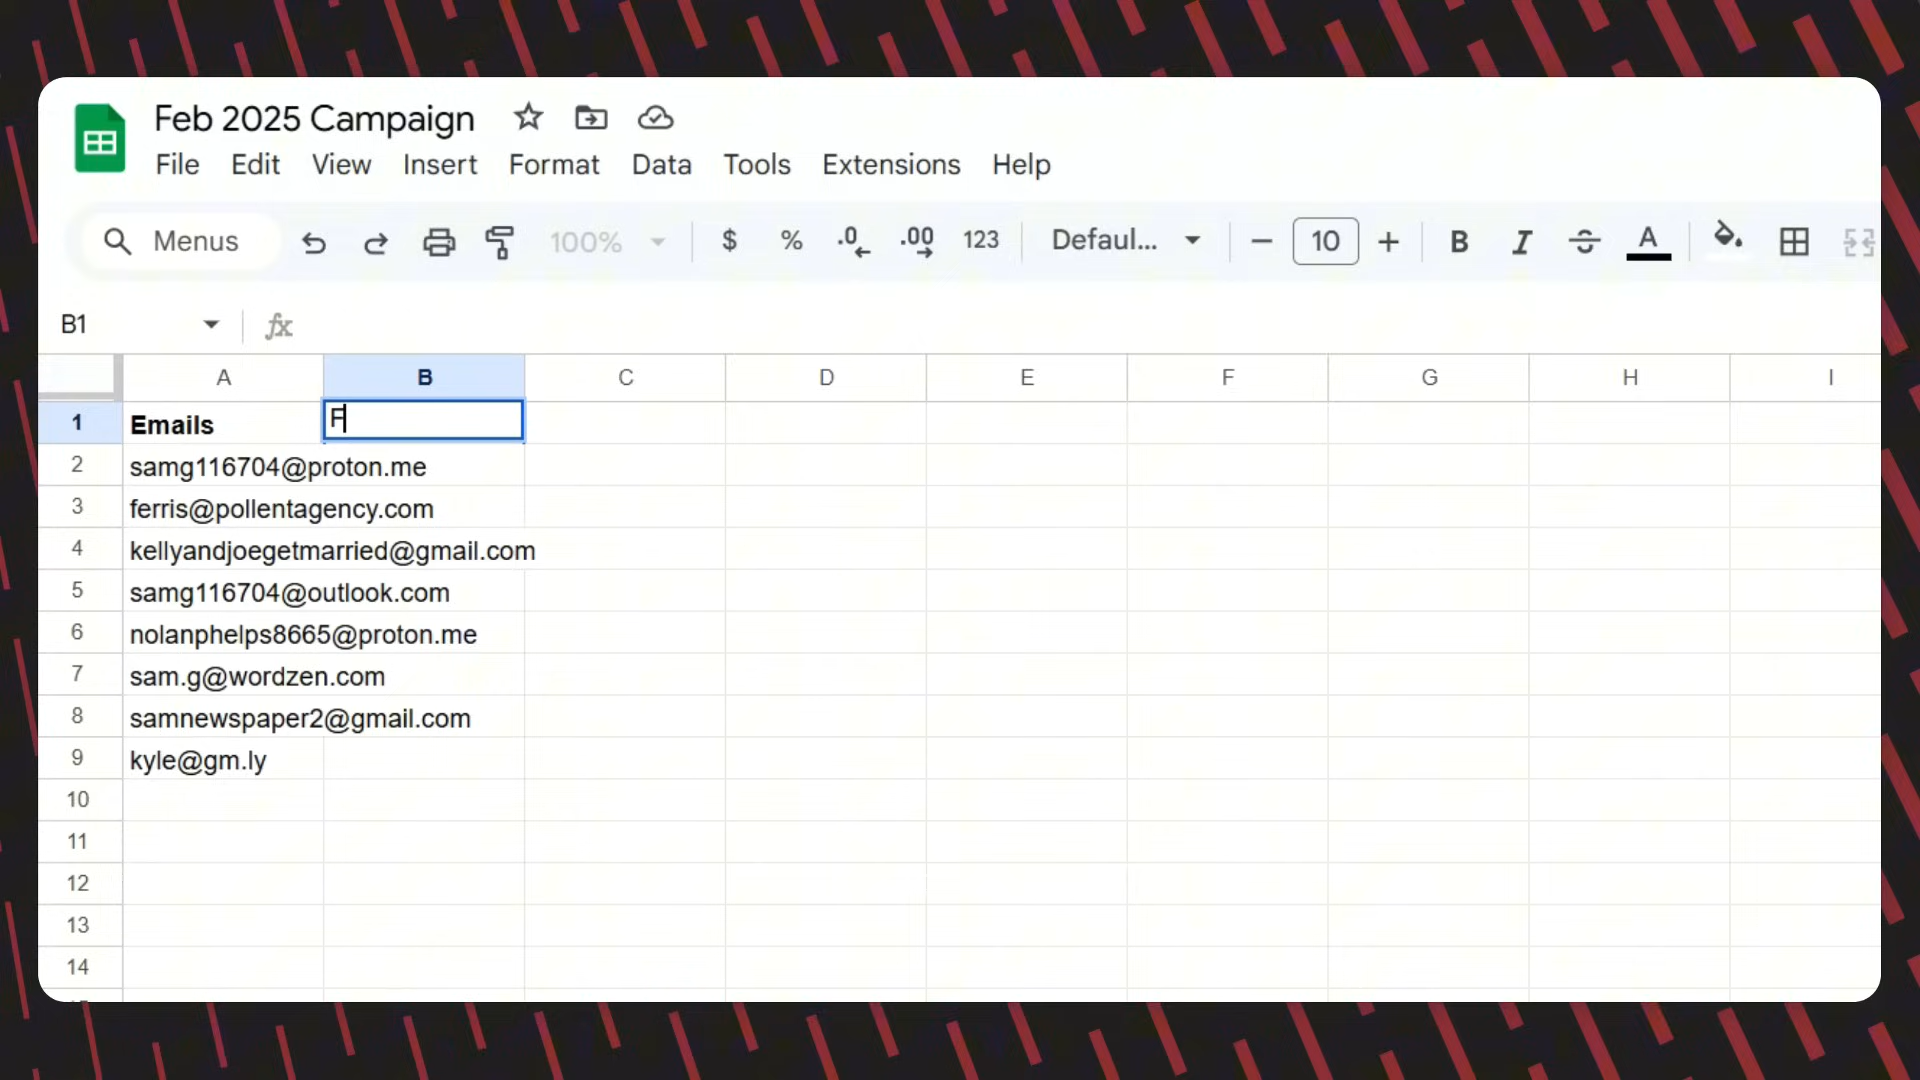 Feb 2025 Campaign
File Edit View Insert Format Data Tools Extensions Help
Menus 100% $ % .0 .00 123 Defaul... 10 B I S A
B1 fx
A B C D E F G H I
1 Emails F
2 samg116704@proton.me
3 ferris@pollentagency.com
4 kellyandjoegetmarried@gmail.com
5 samg116704@outlook.com
6 nolanphelps8665@proton.me
7 sam.g@wordzen.com
8 samnewspaper2@gmail.com
9 kyle@gm.ly
10
11
12
13
14